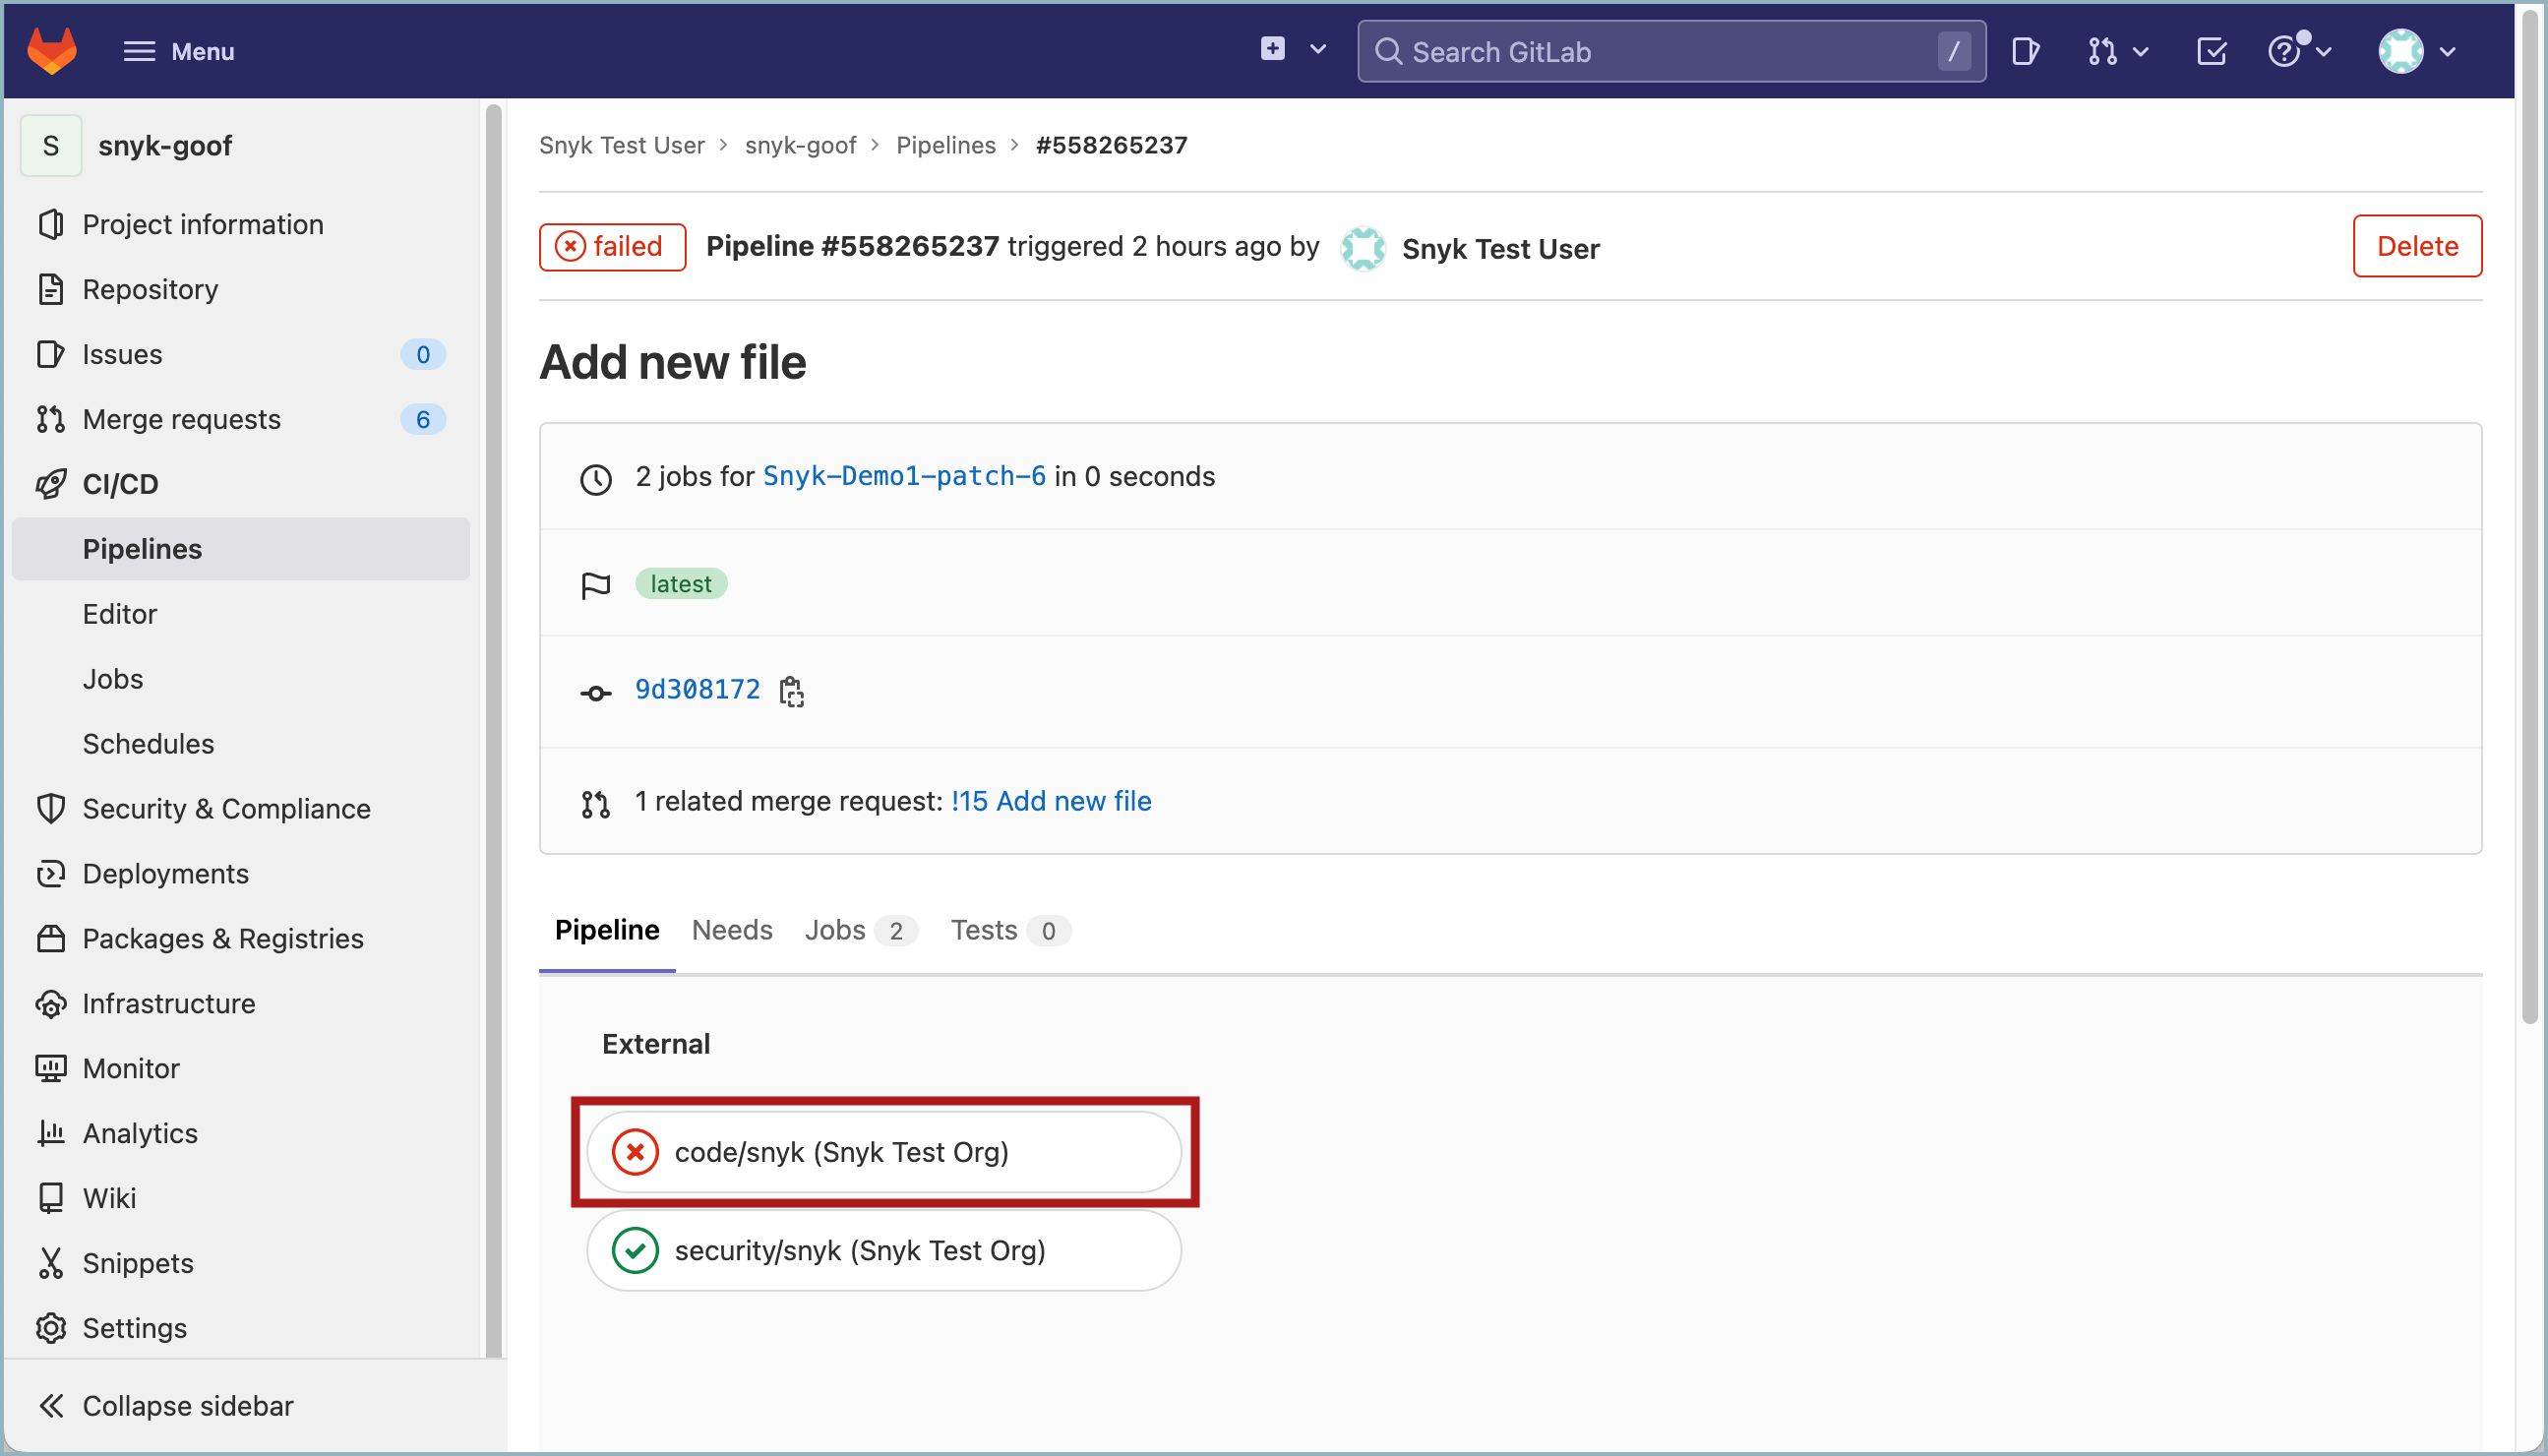 Menu
Search GitLab
/
S
snyk-goof
Project information
Repository
Issues 0
Merge requests 6
CI/CD
Pipelines
Editor
Jobs
Schedules
Security & Compliance
Deployments
Packages & Registries
Infrastructure
Monitor
Analytics
Wiki
Snippets
Settings
Collapse sidebar
Snyk Test User > snyk-goof > Pipelines > #558265237
failed Pipeline #558265237 triggered 2 hours ago by Snyk Test User
Delete
Add new file
2 jobs for Snyk-Demo1-patch-6 in 0 seconds
latest
9d308172
1 related merge request: !15 Add new file
Pipeline Needs Jobs 2 Tests 0
External
code/snyk (Snyk Test Org)
security/snyk (Snyk Test Org)